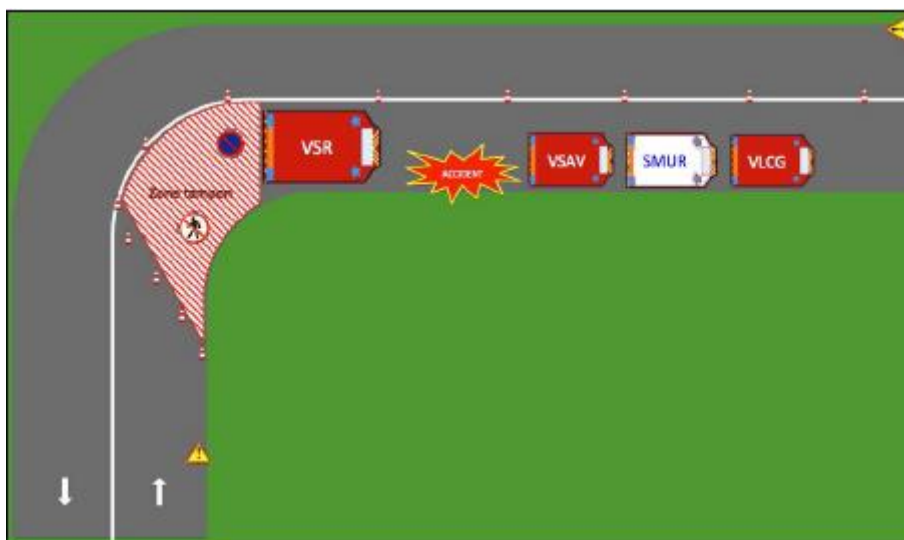 VSR
VSAV
SMUR
VLCG
ACCIDENT
Zone tampon